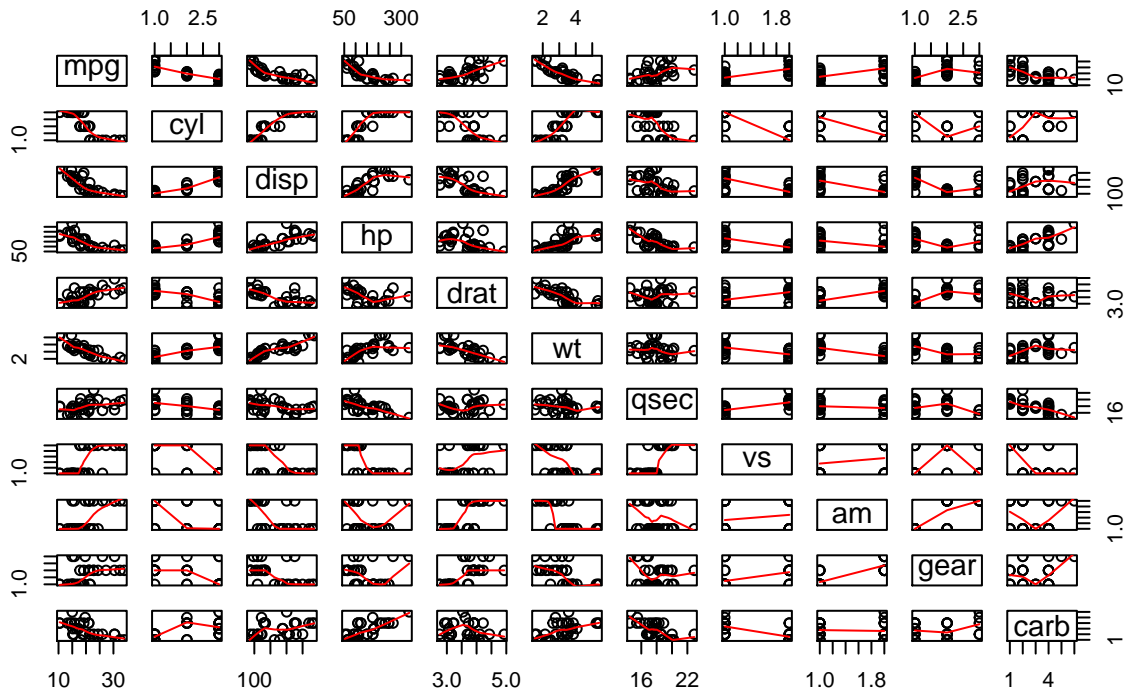 1.0 2.5 50 300 2 4 1.0 1.8 1.0 2.5
mpg 10
1.0 cyl
disp 100
50 hp
drat 3.0
2 wt
qsec 16
1.0 vs
am 1.0
1.0 gear
carb 1
10 30 100 3.0 5.0 16 22 1.0 1.8 1 4